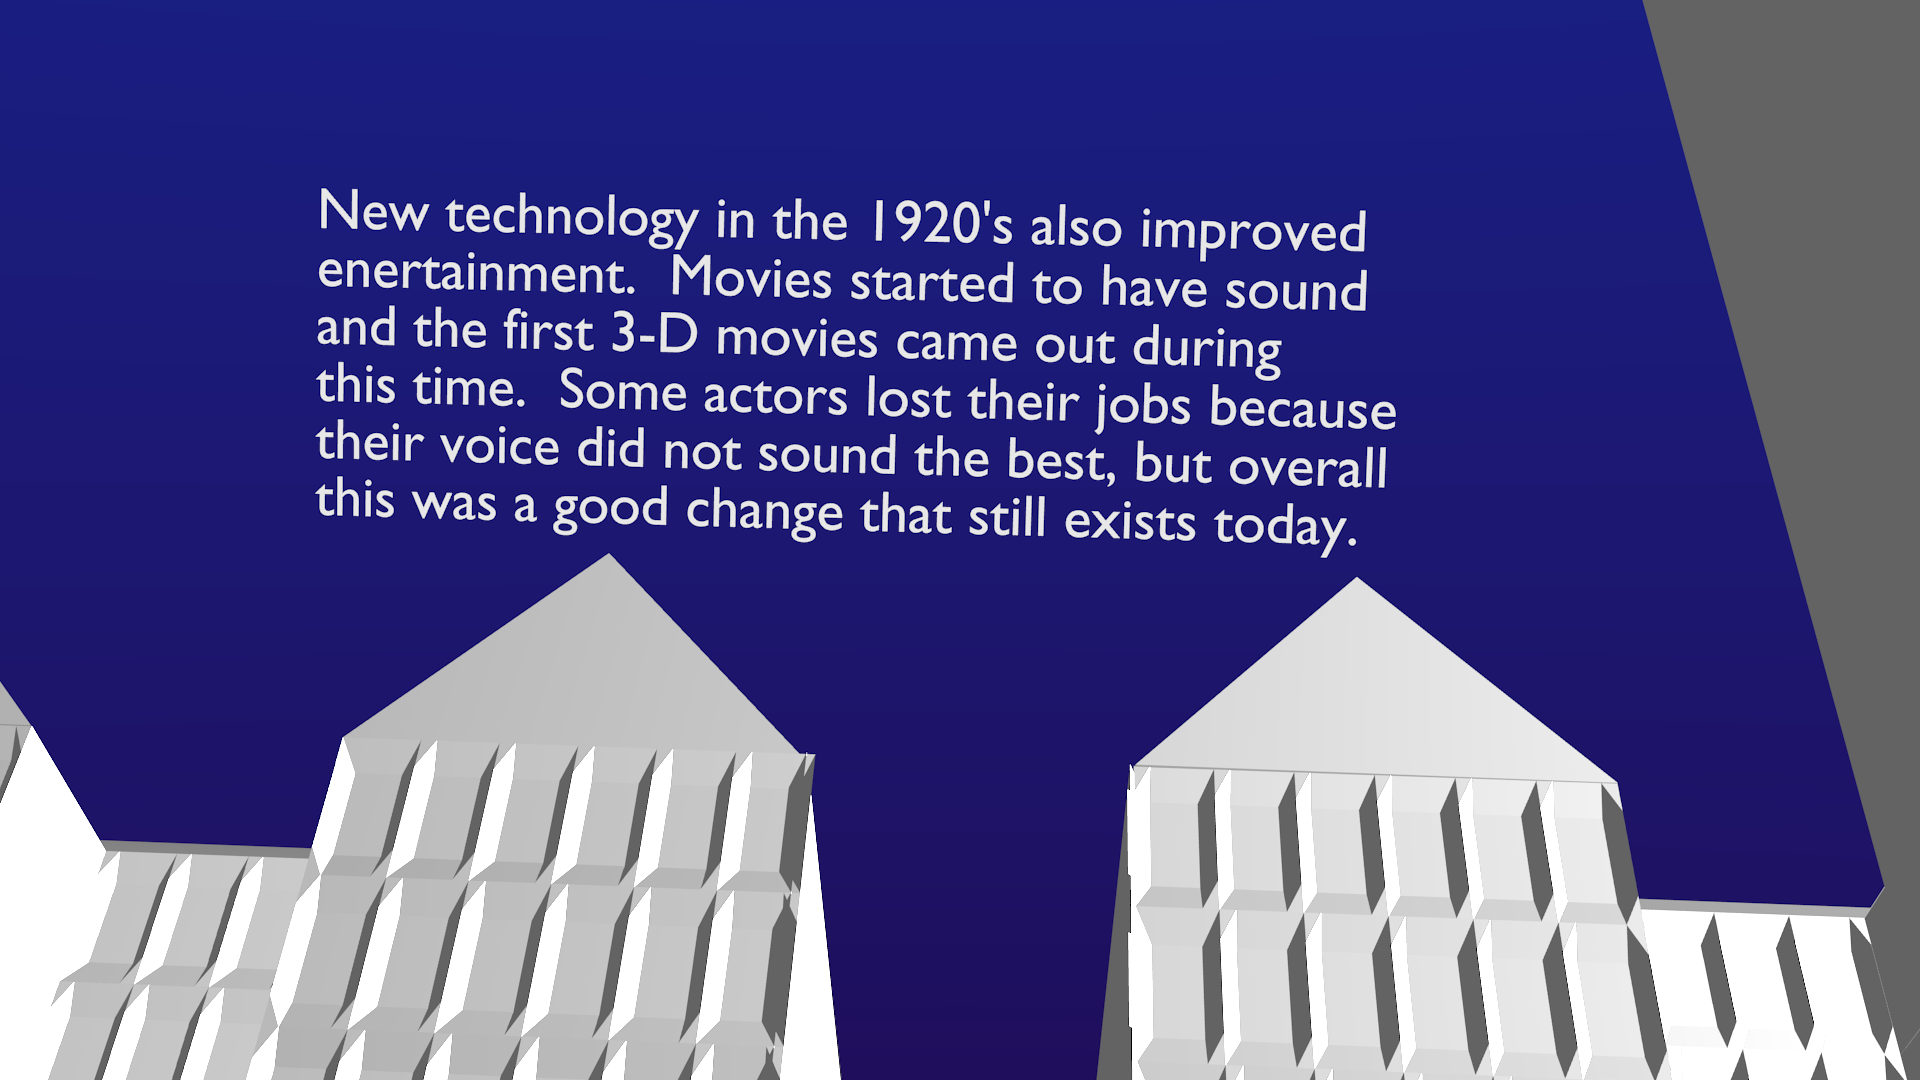 New technology in the 1920's also improved
enertainment.  Movies started to have sound
and the first 3-D movies came out during
this time.  Some actors lost their jobs because
their voice did not sound the best, but overall
this was a good change that still exists today.